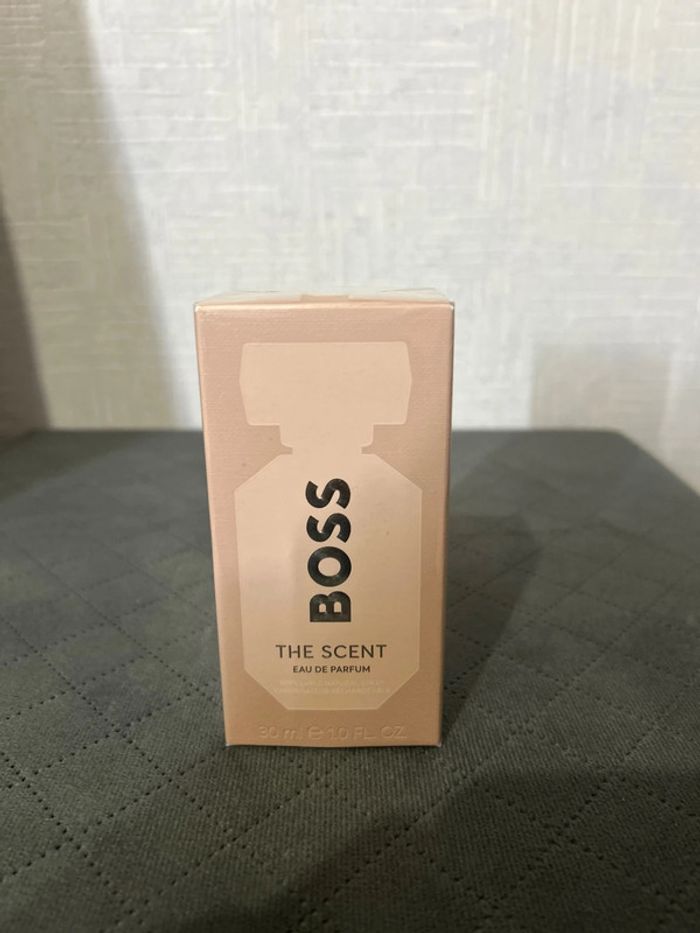 BOSS
THE SCENT
EAU DE PARFUM
30 ml ℮ 1.0 FL. OZ.